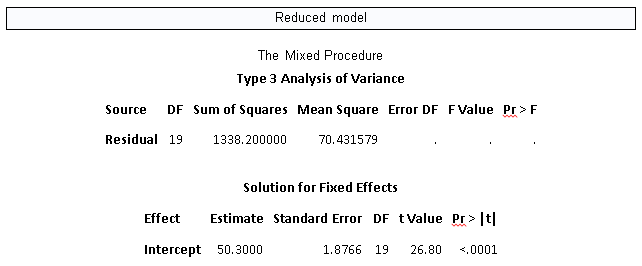 Reduced model
The Mixed Procedure
Type 3 Analysis of Variance
Source DF Sum of Squares Mean Square Error DF F Value Pr > F
Residual 19 1338.200000 70.431579 . . .
Solution for Fixed Effects
Effect Estimate Standard Error DF t Value Pr > |t|
Intercept 50.3000 1.8766 19 26.80 <.0001